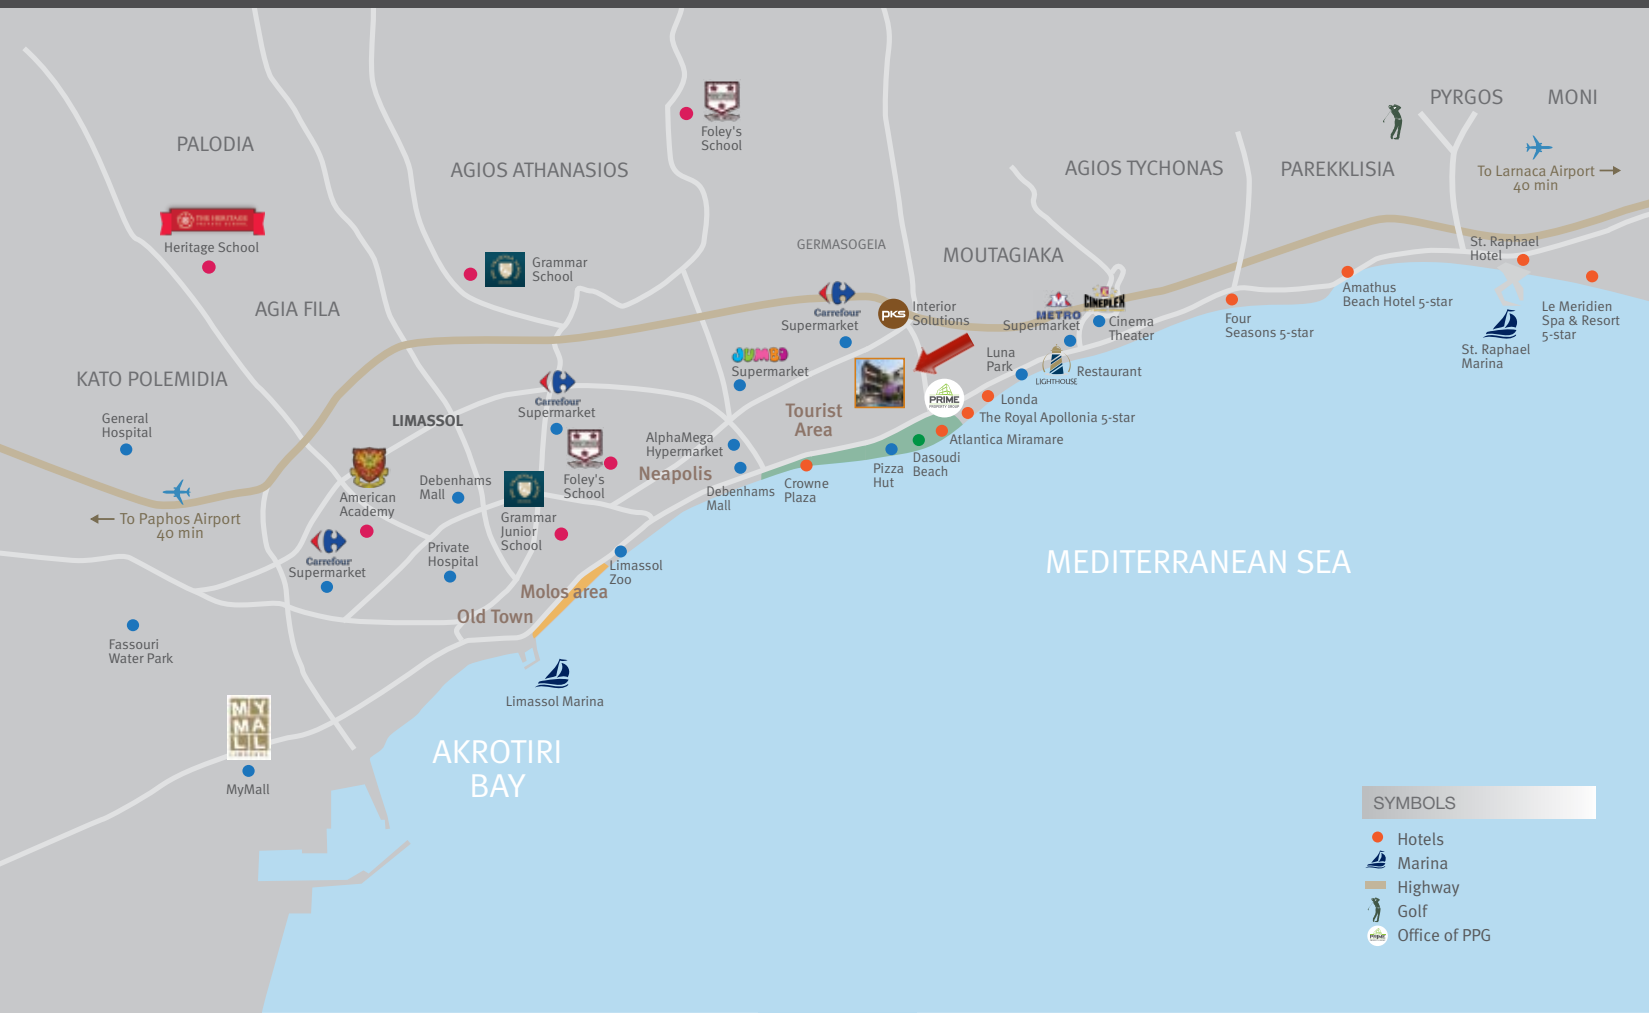 PYRGOS
MONI
Foley's
School
PALODIA
AGIOS ATHANASIOS
AGIOS TYCHONAS
PAREKKLISIA
To Larnaca Airport
40 min
THE HERITAGE
Heritage School
GERMASOGEIA
MOUTAGIAKA
St. Raphael
Hotel
Grammar
School
AGIA FILA
Carrefour
Supermarket
pks
Interior
Solutions
METRO
Supermarket
CINEPLEX
Cinema
Theater
Four
Seasons 5-star
Amathus
Beach Hotel 5-star
Le Meridien
Spa & Resort
5-star
St. Raphael
Marina
JUMBO
Supermarket
Luna
Park
LIGHTHOUSE
Restaurant
KATO POLEMIDIA
Carrefour
Supermarket
PRIME
PROPERTY GROUP
Londa
The Royal Apollonia 5-star
Tourist
Area
LIMASSOL
General
Hospital
AlphaMega
Hypermarket
Atlantica Miramare
Dasoudi
Beach
Pizza
Hut
Neapolis
Foley's
School
Debenhams
Mall
Debenhams
Mall
Crowne
Plaza
American
Academy
To Paphos Airport
40 min
Grammar
Junior
School
Carrefour
Supermarket
Private
Hospital
Limassol
Zoo
MEDITERRANEAN SEA
Molos area
Old Town
Fassouri
Water Park
Limassol Marina
MY
MA
LL
LIMASSOL
MyMall
AKROTIRI
BAY
SYMBOLS
Hotels
Marina
Highway
Golf
PRIME
Office of PPG